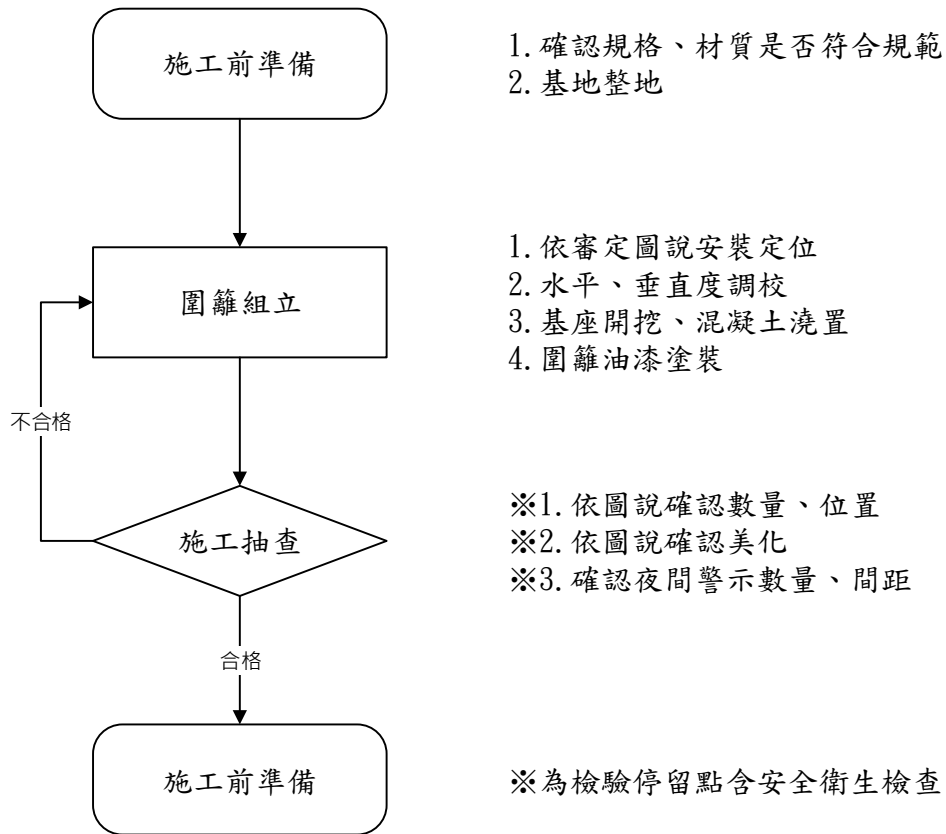 施工前準備
1.確認規格、材質是否符合規範
2.基地整地
圍籬組立
1.依審定圖說安裝定位
2.水平、垂直度調校
3.基座開挖、混凝土澆置
4.圍籬油漆塗裝
不合格
施工抽查
※1.依圖說確認數量、位置
※2.依圖說確認美化
※3.確認夜間警示數量、間距
合格
施工前準備
※為檢驗停留點含安全衛生檢查